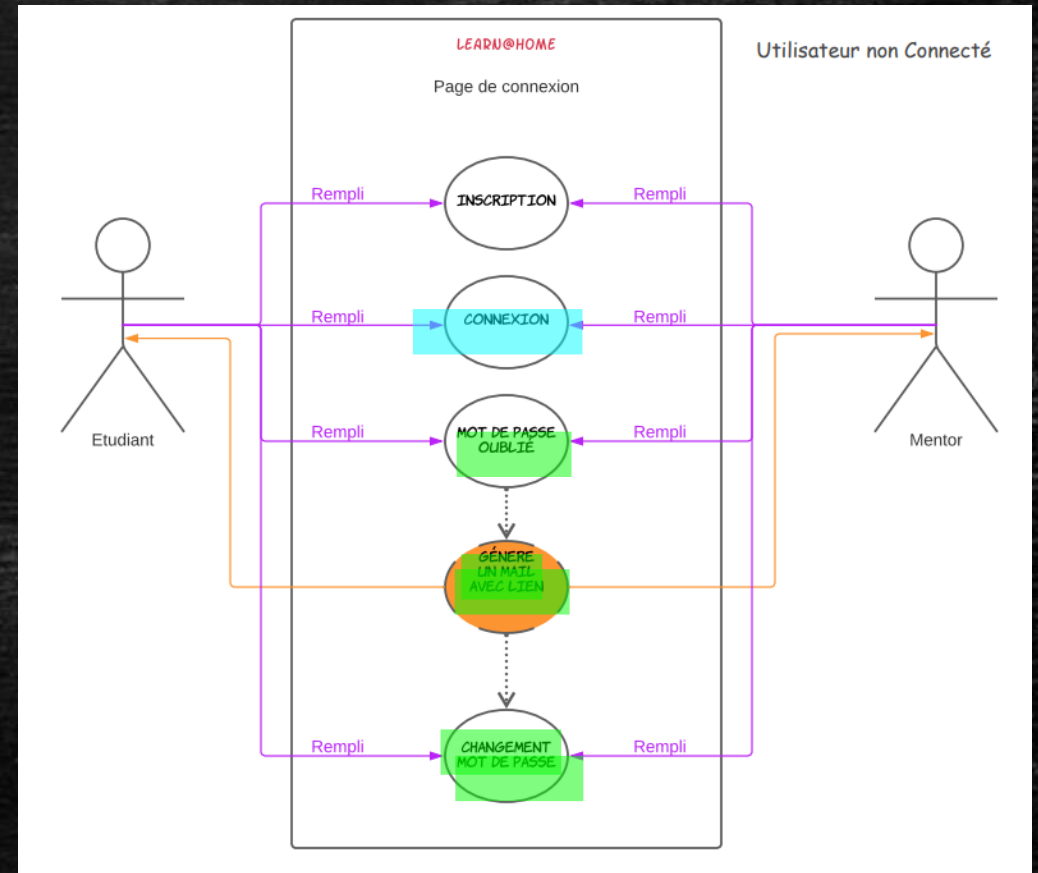 LEARN@HOME
Utilisateur non Connecté
Page de connexion
Rempli
INSCRIPTION
Rempli
Rempli
CONNEXION
Rempli
Rempli
MOT DE PASSE
OUBLIÉ
Rempli
Etudiant
Mentor
GÉNERE
UN MAIL
AVEC LIEN
Rempli
CHANGEMENT
MOT DE PASSE
Rempli